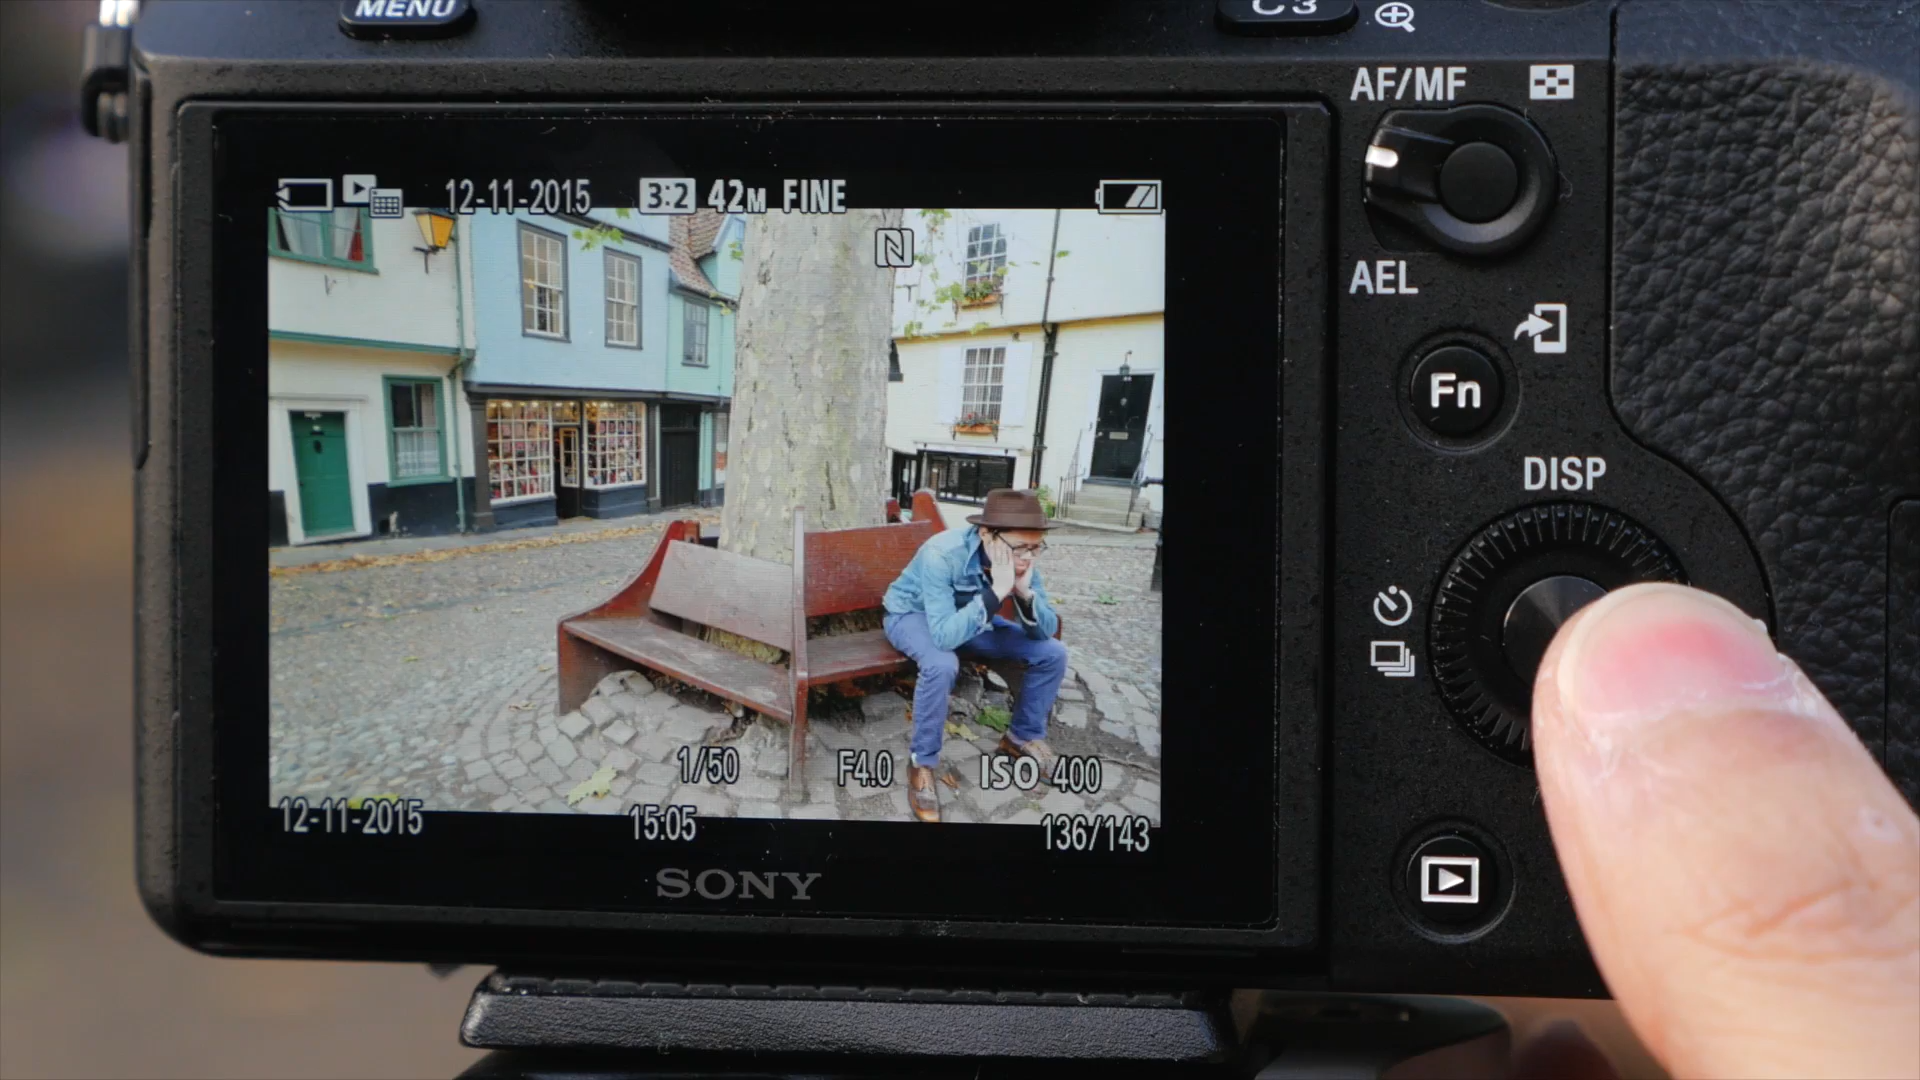 MENU
C3
AF/MF
12-11-2015 3:2 42M FINE
N
AEL
Fn
DISP
1/50 F4.0 ISO 400
12-11-2015 15:05 136/143
SONY